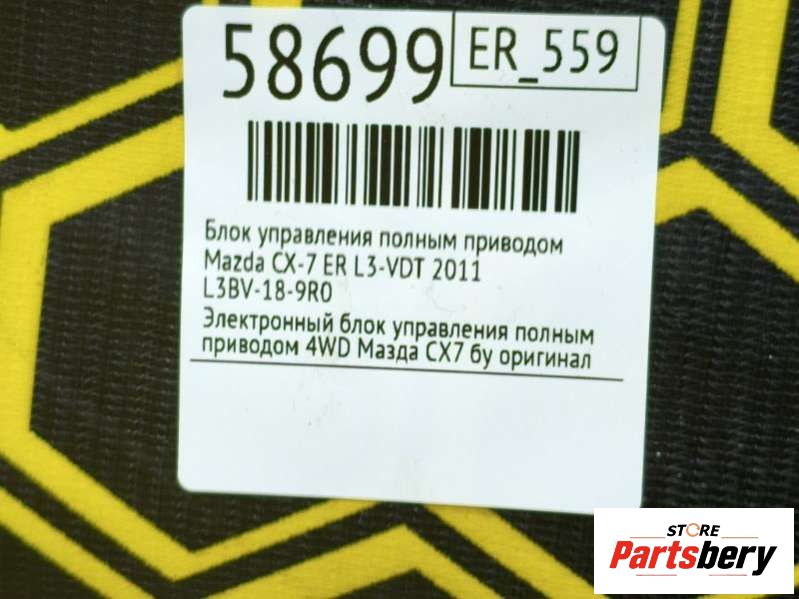 58699
ER_559
Блок управления полным приводом
Mazda CX-7 ER L3-VDT 2011
L3BV-18-9R0
Электронный блок управления полным
приводом 4WD Мазда CX7 бу оригинал
STORE
Partsbery